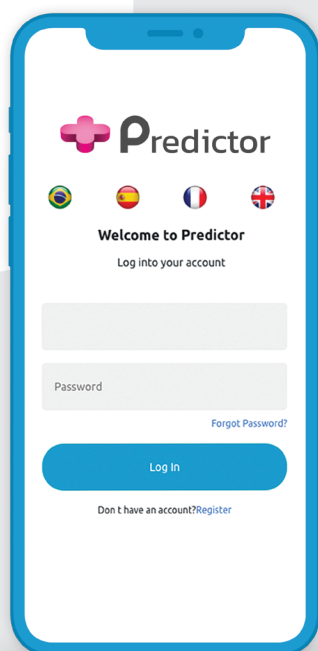 Predictor
Welcome to Predictor
Log into your account
Password
Forgot Password?
Log In
Don t have an account?Register